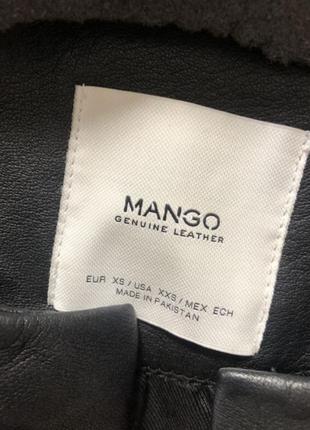 MANGO
GENUINE LEATHER
EUR XS / USA XXS / MEX ECH
MADE IN PAKISTAN